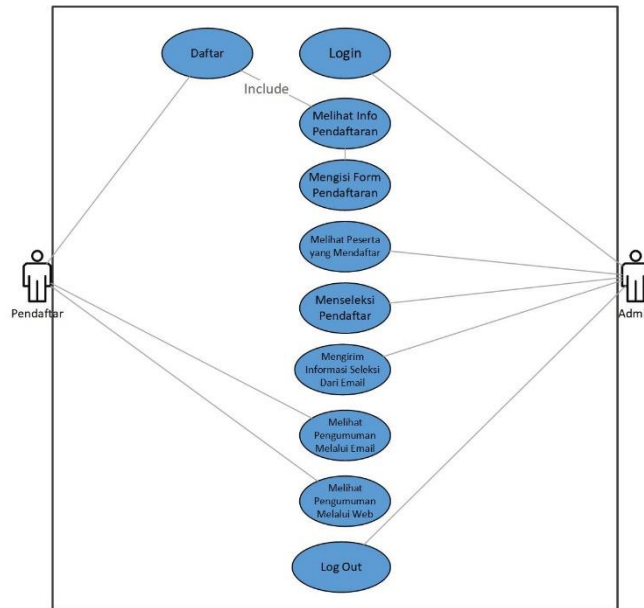 Daftar
Login
Include
Melihat Info
Pendaftaran
Mengisi Form
Pendaftaran
Melihat Peserta
yang Mendaftar
Pendaftar
Admi
Menseleksi
Pendaftar
Mengirim
Informasi Seleksi
Dari Email
Melihat
Pengumuman
Melalui Email
Melihat
Pengumuman
Melalui Web
Log Out